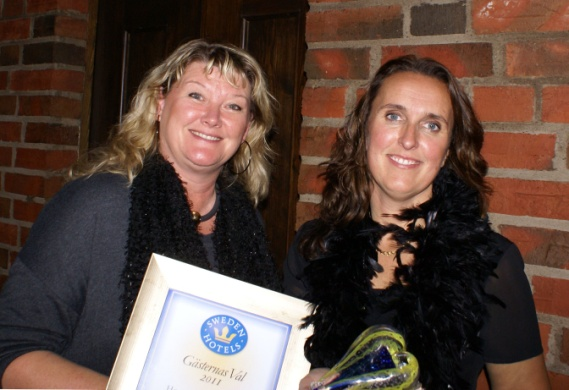 SWEDEN
HOTELS
Gästernas Val
2011